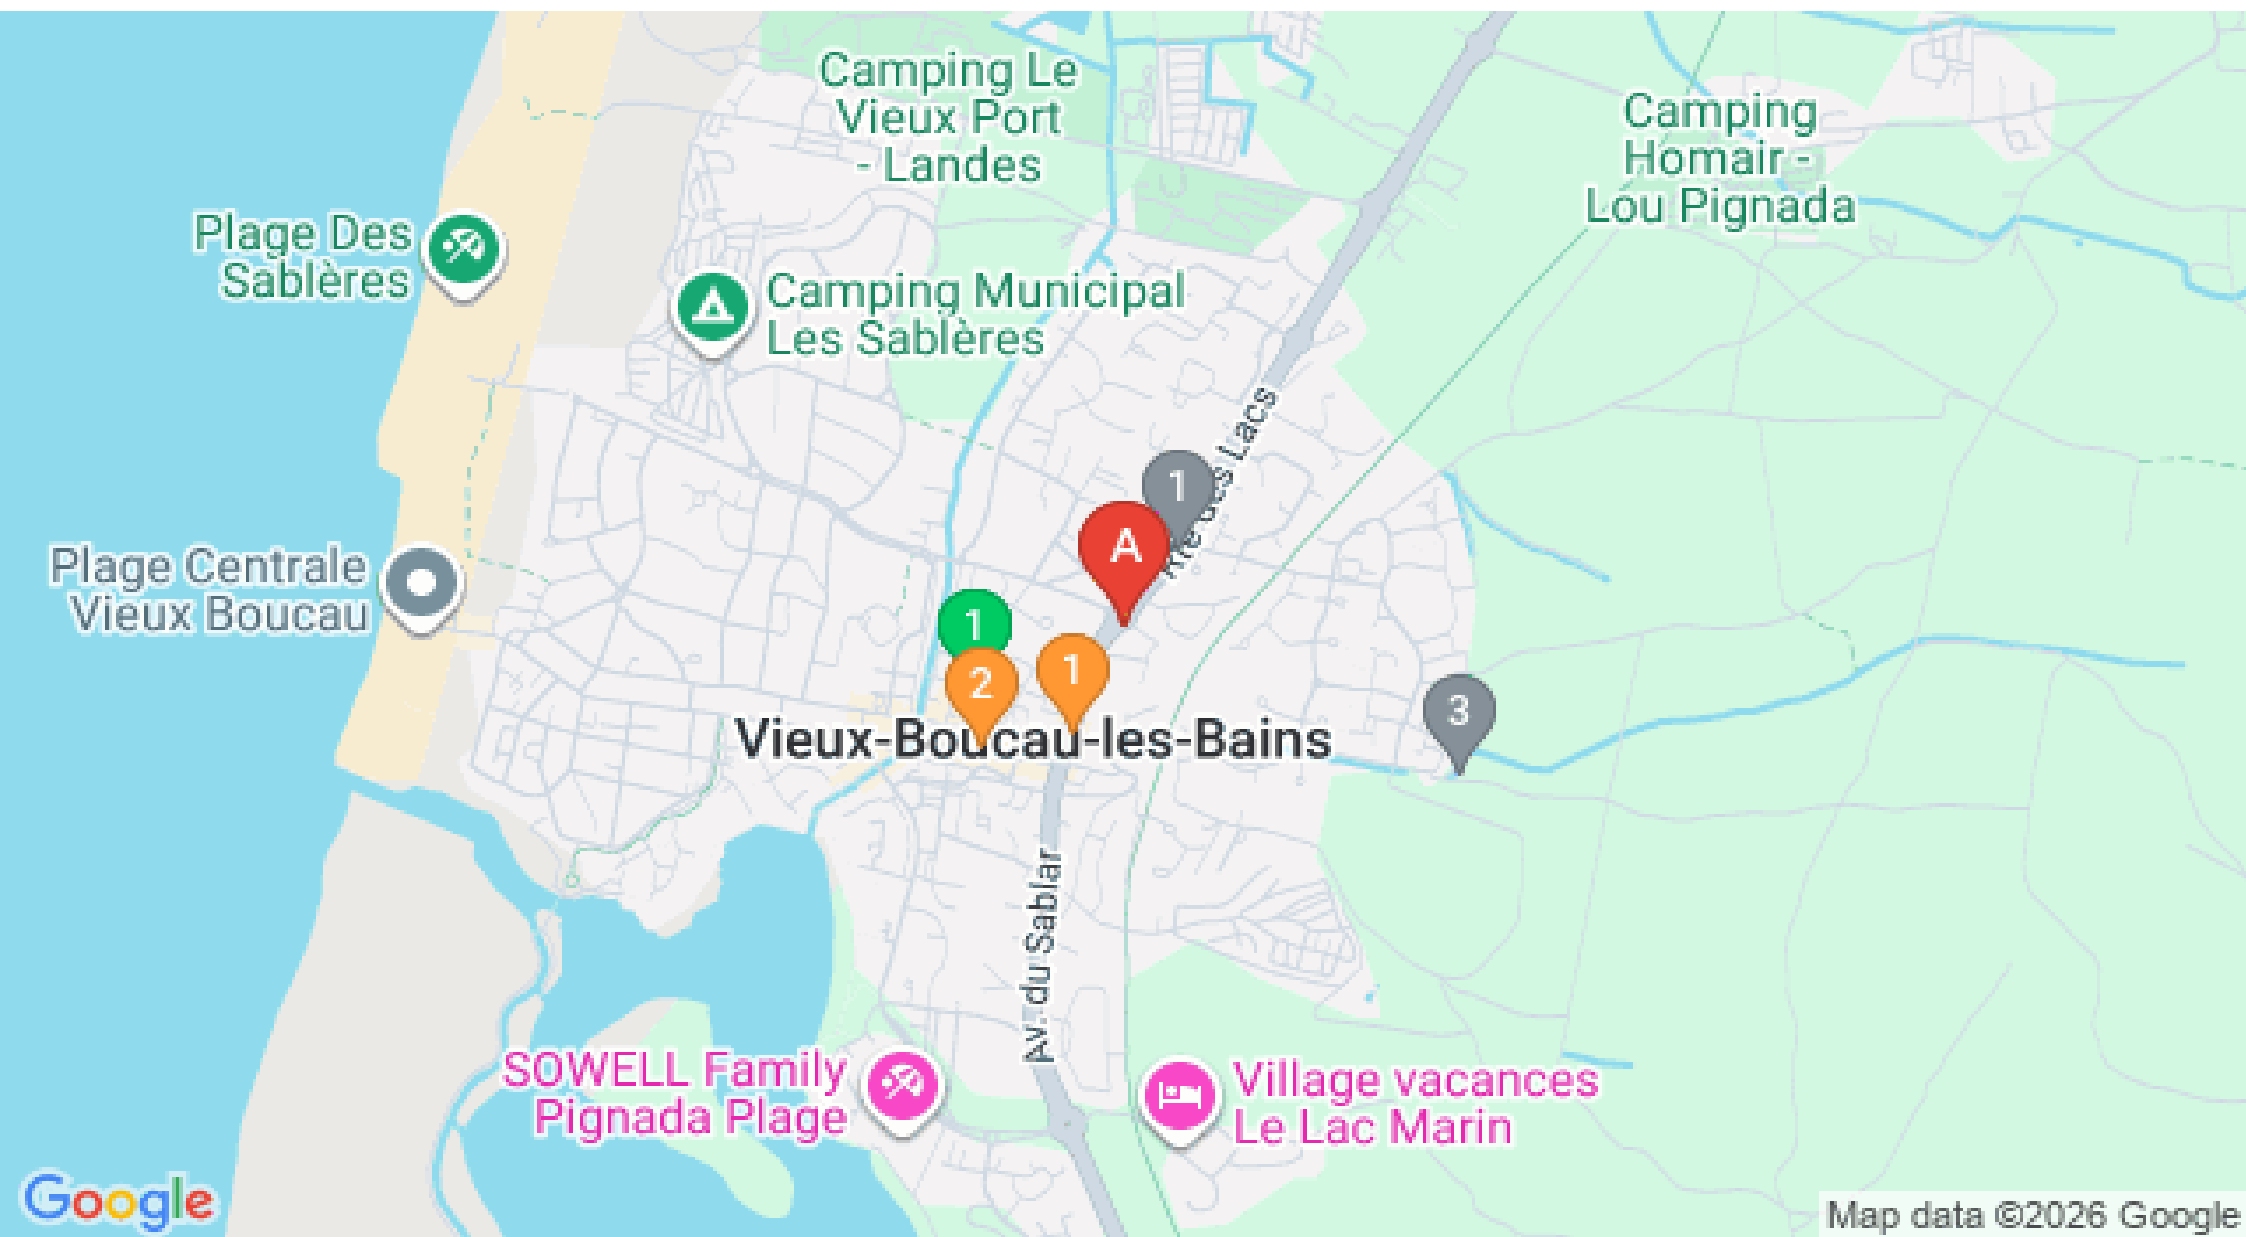 Camping Le
Vieux Port
- Landes
Camping
Homair -
Lou Pignada
Plage Des
Sablères
Camping Municipal
Les Sablères
des Lacs
1
A
Plage Centrale
Vieux Boucau
1
2
1
3
Vieux-Boucau-les-Bains
Av. du Sablar
SOWELL Family
Pignada Plage
Village vacances
Le Lac Marin
Google
Map data ©2026 Google